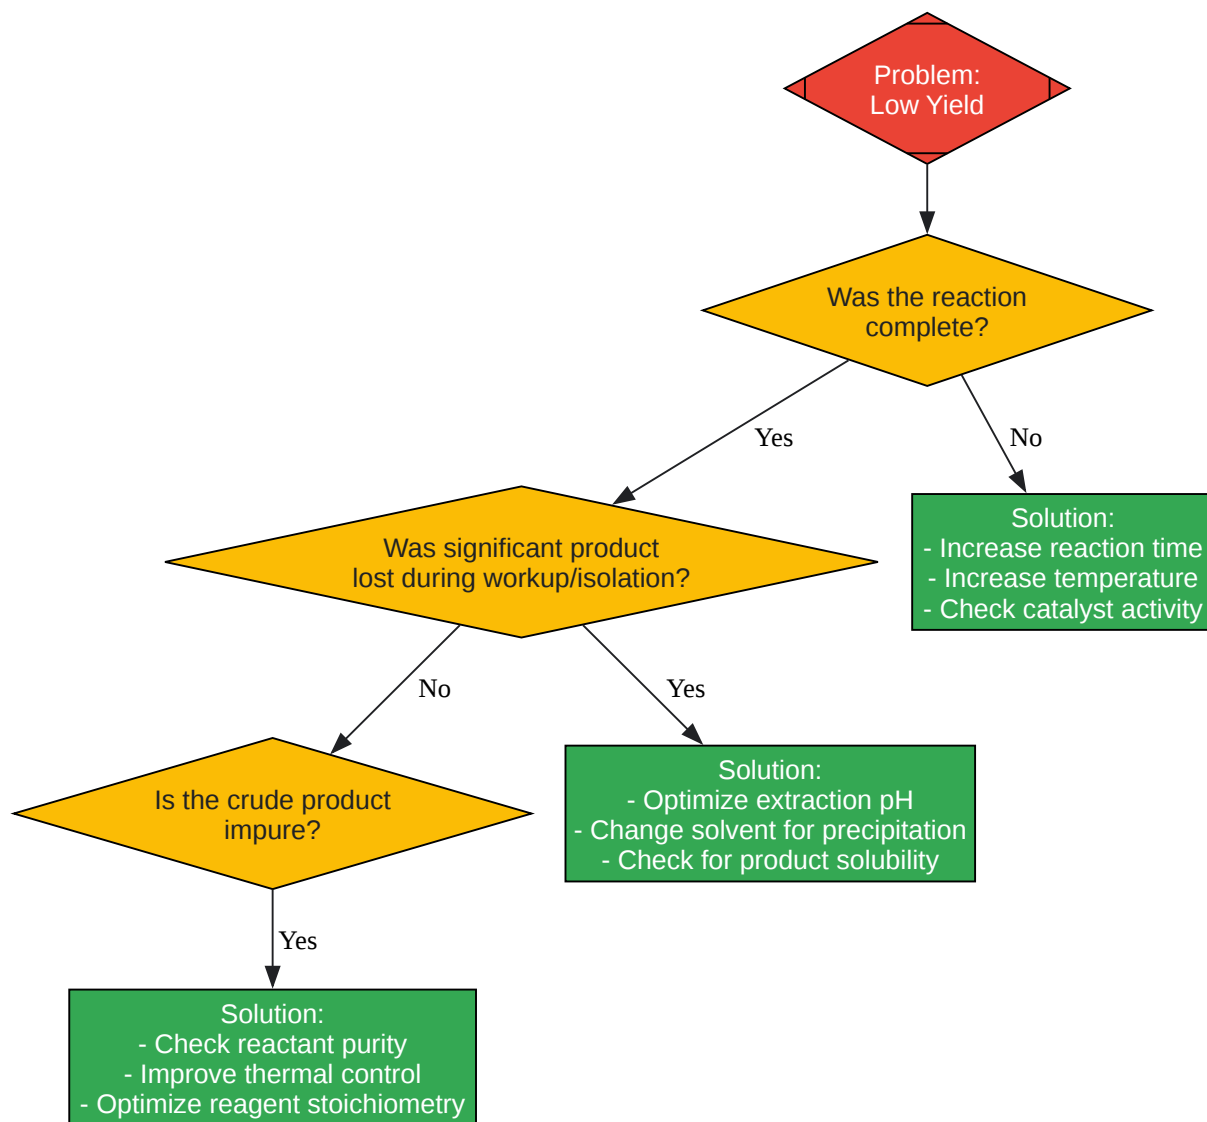 Problem:
Low Yield
Was the reaction
complete?
Yes
No
Was significant product
lost during workup/isolation?
Solution:
- Increase reaction time
- Increase temperature
- Check catalyst activity
No
Yes
Is the crude product
impure?
Solution:
- Optimize extraction pH
- Change solvent for precipitation
- Check for product solubility
Yes
Solution:
- Check reactant purity
- Improve thermal control
- Optimize reagent stoichiometry